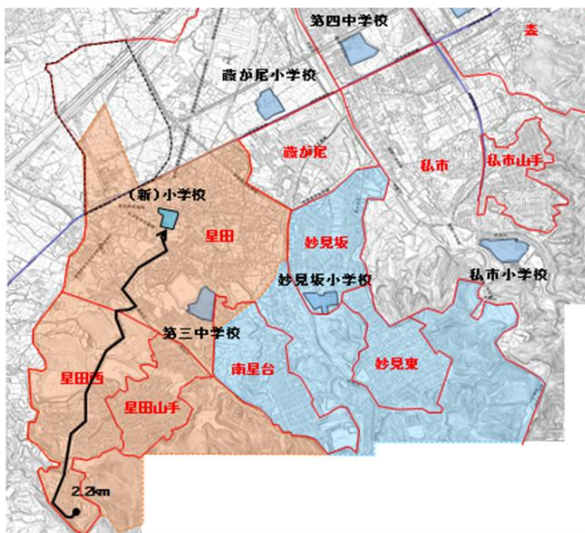 第四中学校
森
藤が尾小学校
藤が尾
私市
私市山手
(新)小学校
星田
妙見坂
私市小学校
妙見坂小学校
第三中学校
星田西
南星台
妙見東
星田山手
2.2km